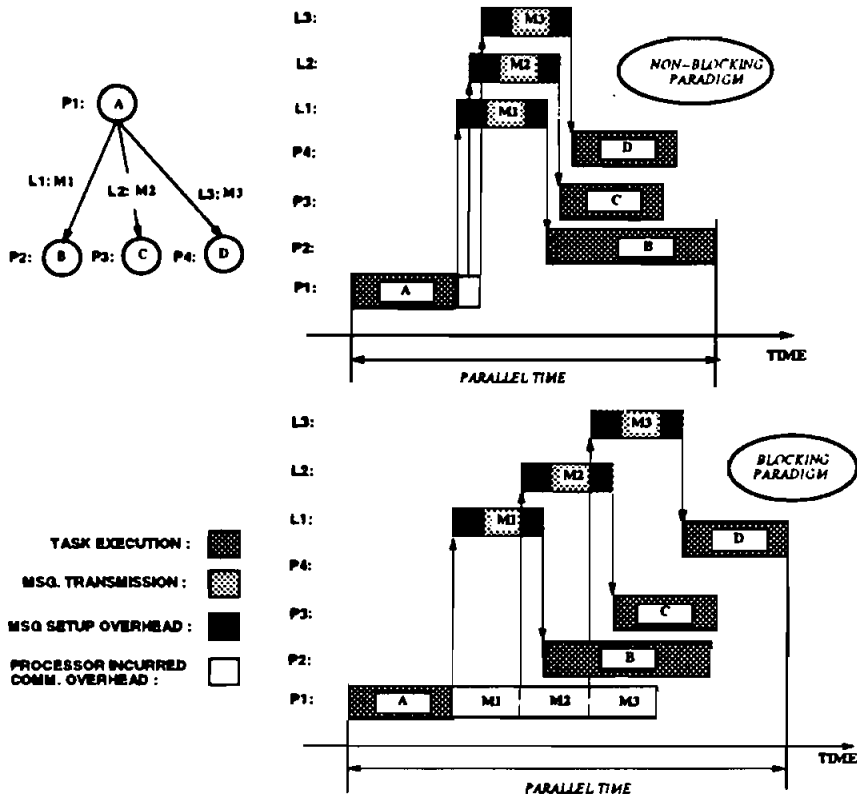 L3:
M3
L2:
M2
NON-BLOCKING
PARADIGM
P1:
A
L1:
M1
P4:
D
L1: M1
L2: M2
L3: M3
P3:
C
P2:
B
P3:
C
P4:
D
P2:
B
P1:
A
TIME
PARALLEL TIME
L3:
M3
L2:
M2
BLOCKING
PARADIGM
L1:
M1
D
TASK EXECUTION :
P4:
MSG. TRANSMISSION :
P3:
C
MSG SETUP OVERHEAD :
P2:
B
PROCESSOR INCURRED
COMM. OVERHEAD :
P1:
A
M1
M2
M3
TIME
PARALLEL TIME